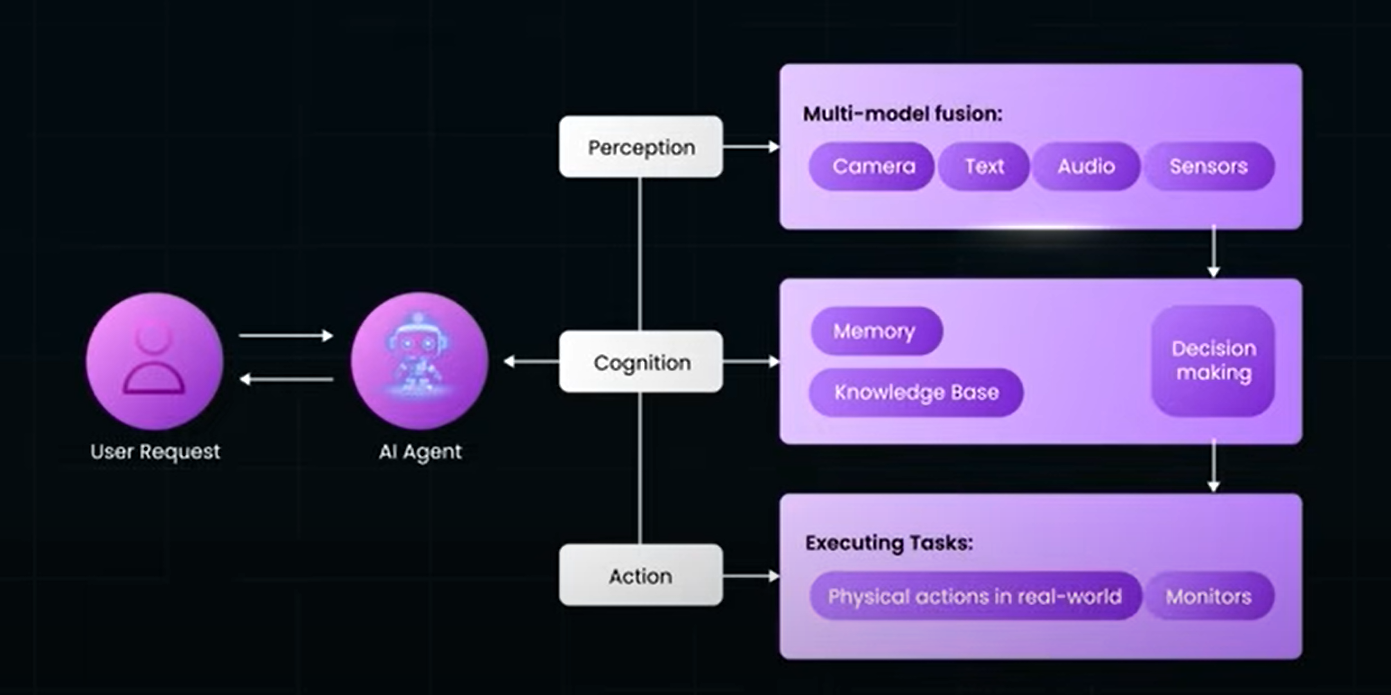 Multi-model fusion:
Perception
Camera
Text
Audio
Sensors
Memory
Decision
making
Cognition
Knowledge Base
User Request
AI Agent
Executing Tasks:
Action
Physical actions in real-world
Monitors